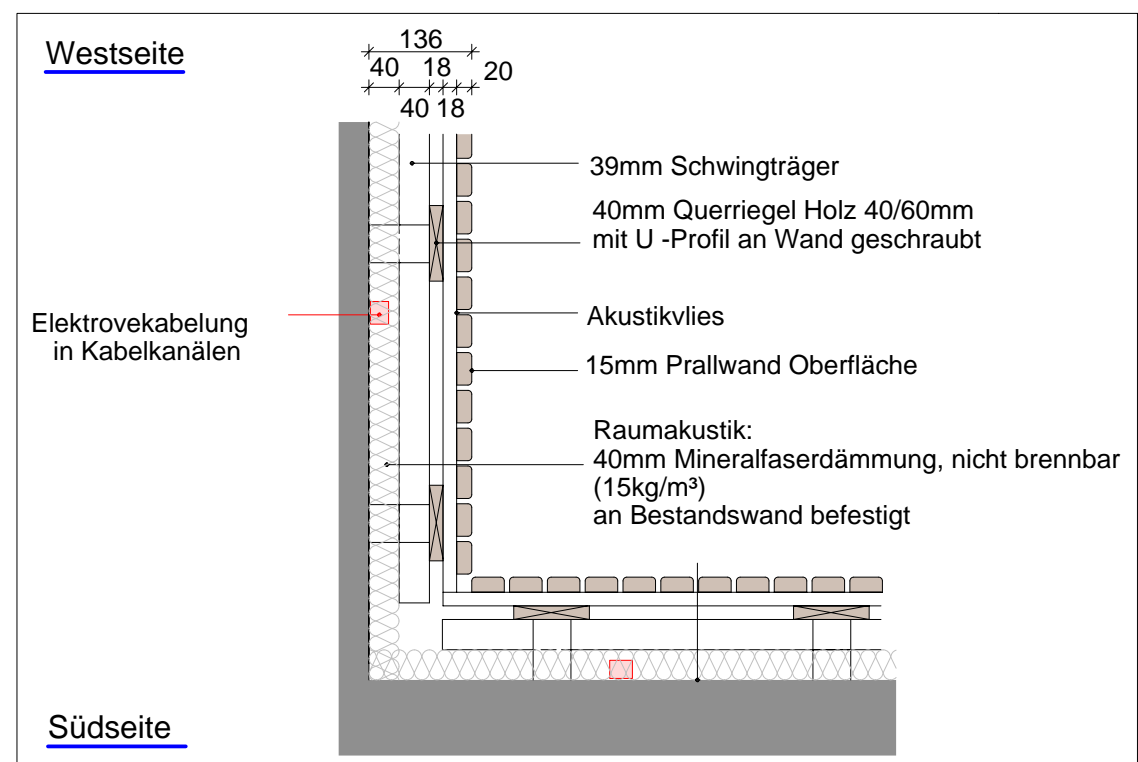 Westseite
136
40 18 20
40 18
39mm Schwingträger
40mm Querriegel Holz 40/60mm
mit U -Profil an Wand geschraubt
Elektrovekabelung
in Kabelkanälen
Akustikvlies
15mm Prallwand Oberfläche
Raumakustik:
40mm Mineralfaserdämmung, nicht brennbar
(15kg/m³)
an Bestandswand befestigt
Südseite